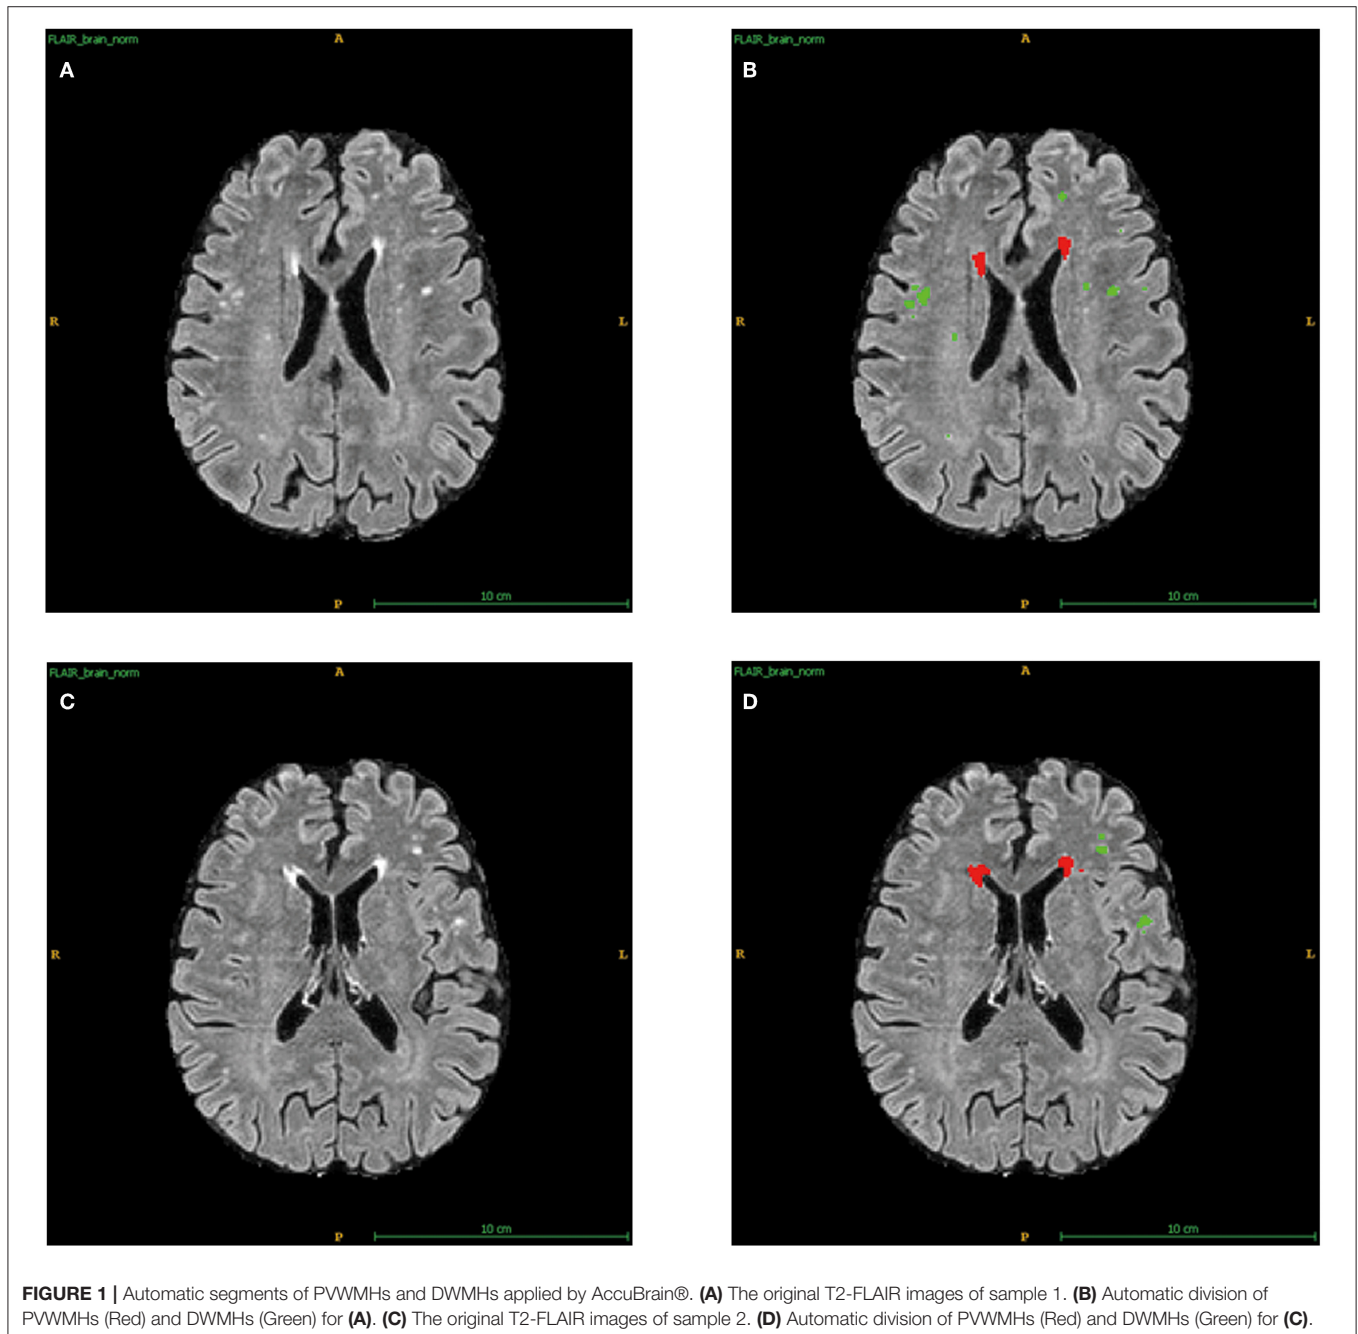 FLAIR_brain_norm
A
A
R
L
P
10 cm
FLAIR_brain_norm
A
B
R
L
P
10 cm
FLAIR_brain_norm
A
C
R
L
P
10 cm
FLAIR_brain_norm
A
D
R
L
P
10 cm
FIGURE 1 | Automatic segments of PVWMHs and DWMHs applied by AccuBrain®. (A) The original T2-FLAIR images of sample 1. (B) Automatic division of
PVWMHs (Red) and DWMHs (Green) for (A). (C) The original T2-FLAIR images of sample 2. (D) Automatic division of PVWMHs (Red) and DWMHs (Green) for (C).